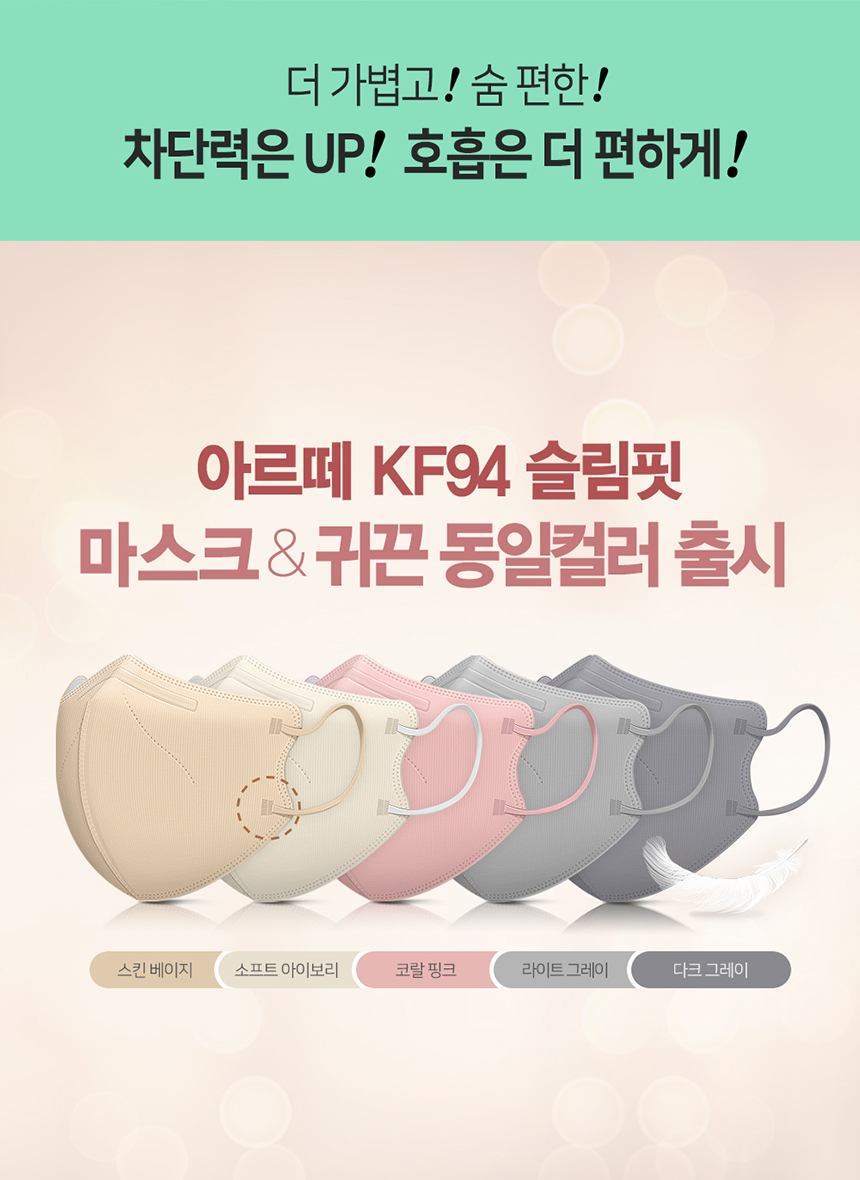 더 가볍고! 숨 편한!
차단력은 UP! 호흡은 더 편하게!
아르떼 KF94 슬림핏
마스크 & 귀끈 동일컬러 출시
스킨 베이지 소프트 아이보리 코랄 핑크 라이트 그레이 다크 그레이